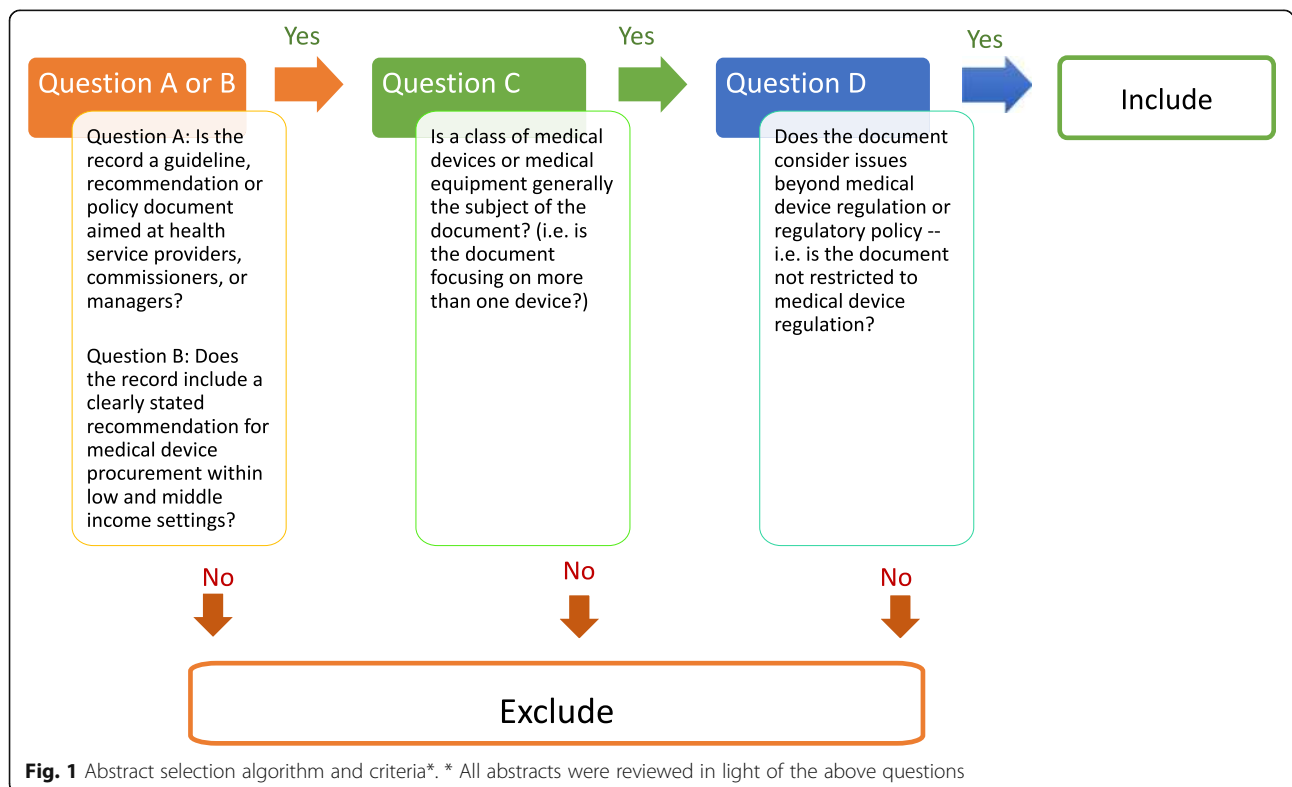 Yes
Yes
Yes
Question A or B
Question C
Question D
Include
Question A: Is the
record a guideline,
recommendation or
policy document
aimed at health
service providers,
commissioners, or
managers?
Question B: Does
the record include a
clearly stated
recommendation for
medical device
procurement within
low and middle
income settings?
Is a class of medical
devices or medical
equipment generally
the subject of the
document? (i.e. is
the document
focusing on more
than one device?)
Does the document
consider issues
beyond medical
device regulation or
regulatory policy --
i.e. is the document
not restricted to
medical device
regulation?
No
No
No
Exclude
Fig. 1 Abstract selection algorithm and criteria*. * All abstracts were reviewed in light of the above questions